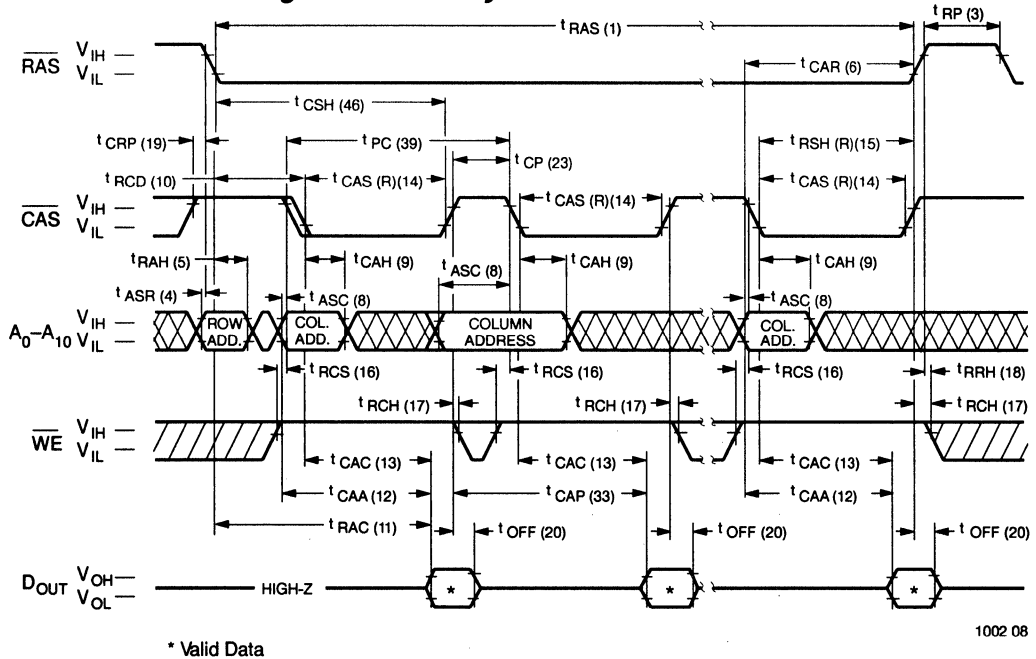 t RAS (1)
t RP (3)
RAS
V IH
V IL
t CAR (6)
t CSH (46)
t CRP (19)
t PC (39)
t RSH (R)(15)
t CP (23)
t RCD (10)
t CAS (R)(14)
t CAS (R)(14)
t CAS (R)(14)
CAS
V IH
V IL
t RAH (5)
t CAH (9)
t ASC (8)
t CAH (9)
t CAH (9)
t ASR (4)
t ASC (8)
t ASC (8)
A0–A10
V IH
V IL
ROW ADD.
COL. ADD.
COLUMN ADDRESS
COL. ADD.
t RCS (16)
t RCS (16)
t RCS (16)
t RRH (18)
t RCH (17)
t RCH (17)
t RCH (17)
WE
V IH
V IL
t CAC (13)
t CAC (13)
t CAC (13)
t CAA (12)
t CAP (33)
t CAA (12)
t RAC (11)
t OFF (20)
t OFF (20)
t OFF (20)
DOUT
V OH
V OL
HIGH-Z
*
*
*
1002 08
* Valid Data